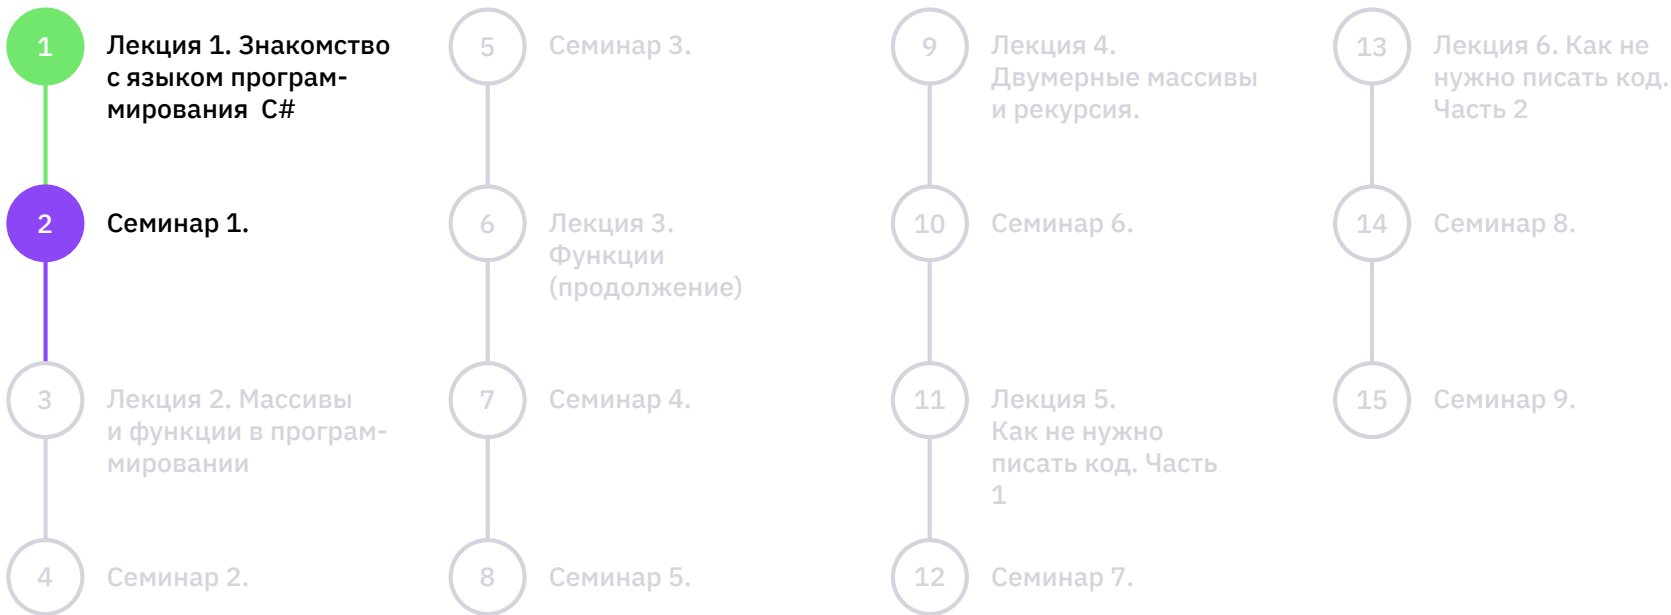 1
Лекция 1. Знакомство
с языком програм-
мирования  C#
2
Семинар 1.
3
Лекция 2. Массивы
и функции в програм-
мировании
4
Семинар 2.
5
Семинар 3.
6
Лекция 3.
Функции
(продолжение)
7
Семинар 4.
8
Семинар 5.
9
Лекция 4.
Двумерные массивы
и рекурсия.
10
Семинар 6.
11
Лекция 5.
Как не нужно
писать код. Часть
1
12
Семинар 7.
13
Лекция 6. Как не
нужно писать код.
Часть 2
14
Семинар 8.
15
Семинар 9.